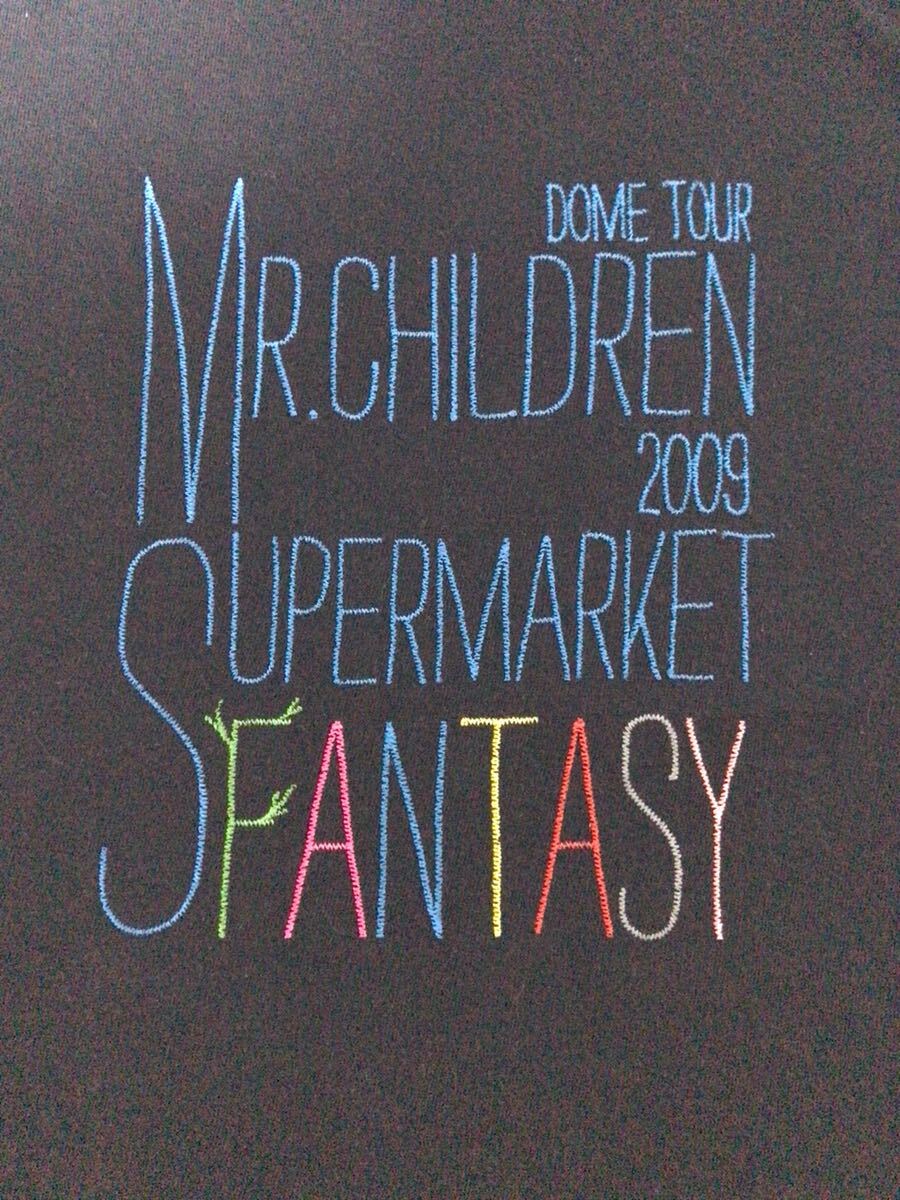 DOME TOUR
MR.CHILDREN
2009
SUPERMARKET
FANTASY